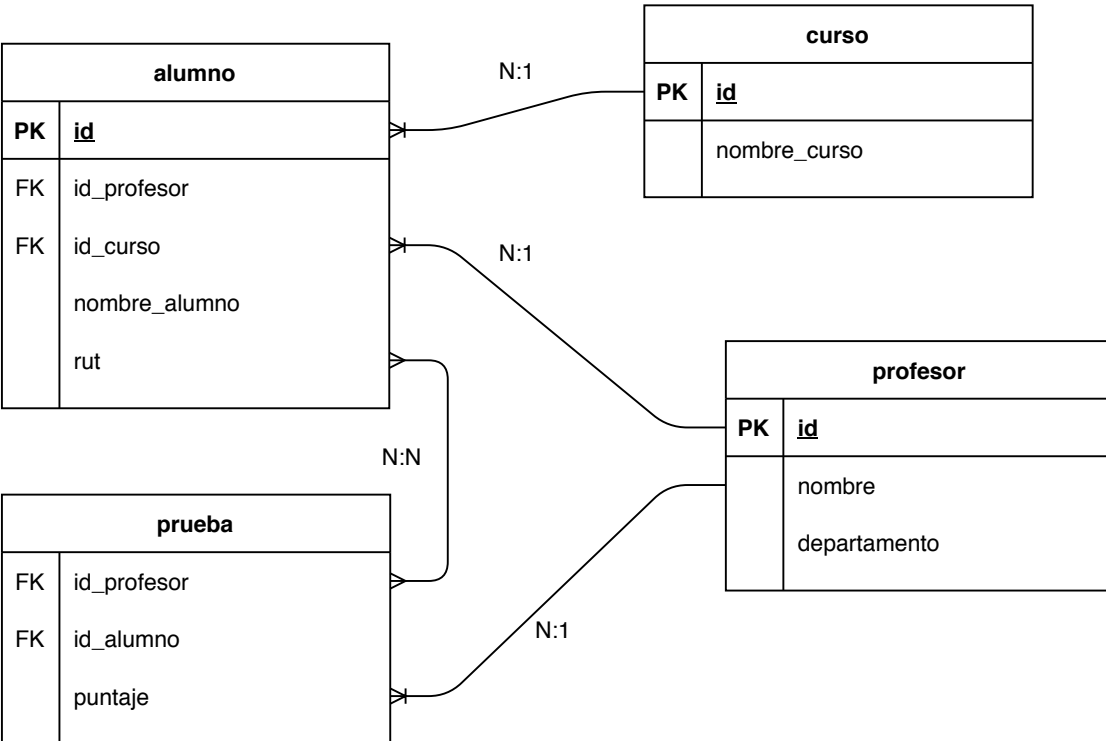 alumno
PK id
FK id_profesor
FK id_curso
nombre_alumno
rut
N:1
curso
PK id
nombre_curso
N:1
profesor
PK id
nombre
departamento
N:N
prueba
FK id_profesor
FK id_alumno
puntaje
N:1